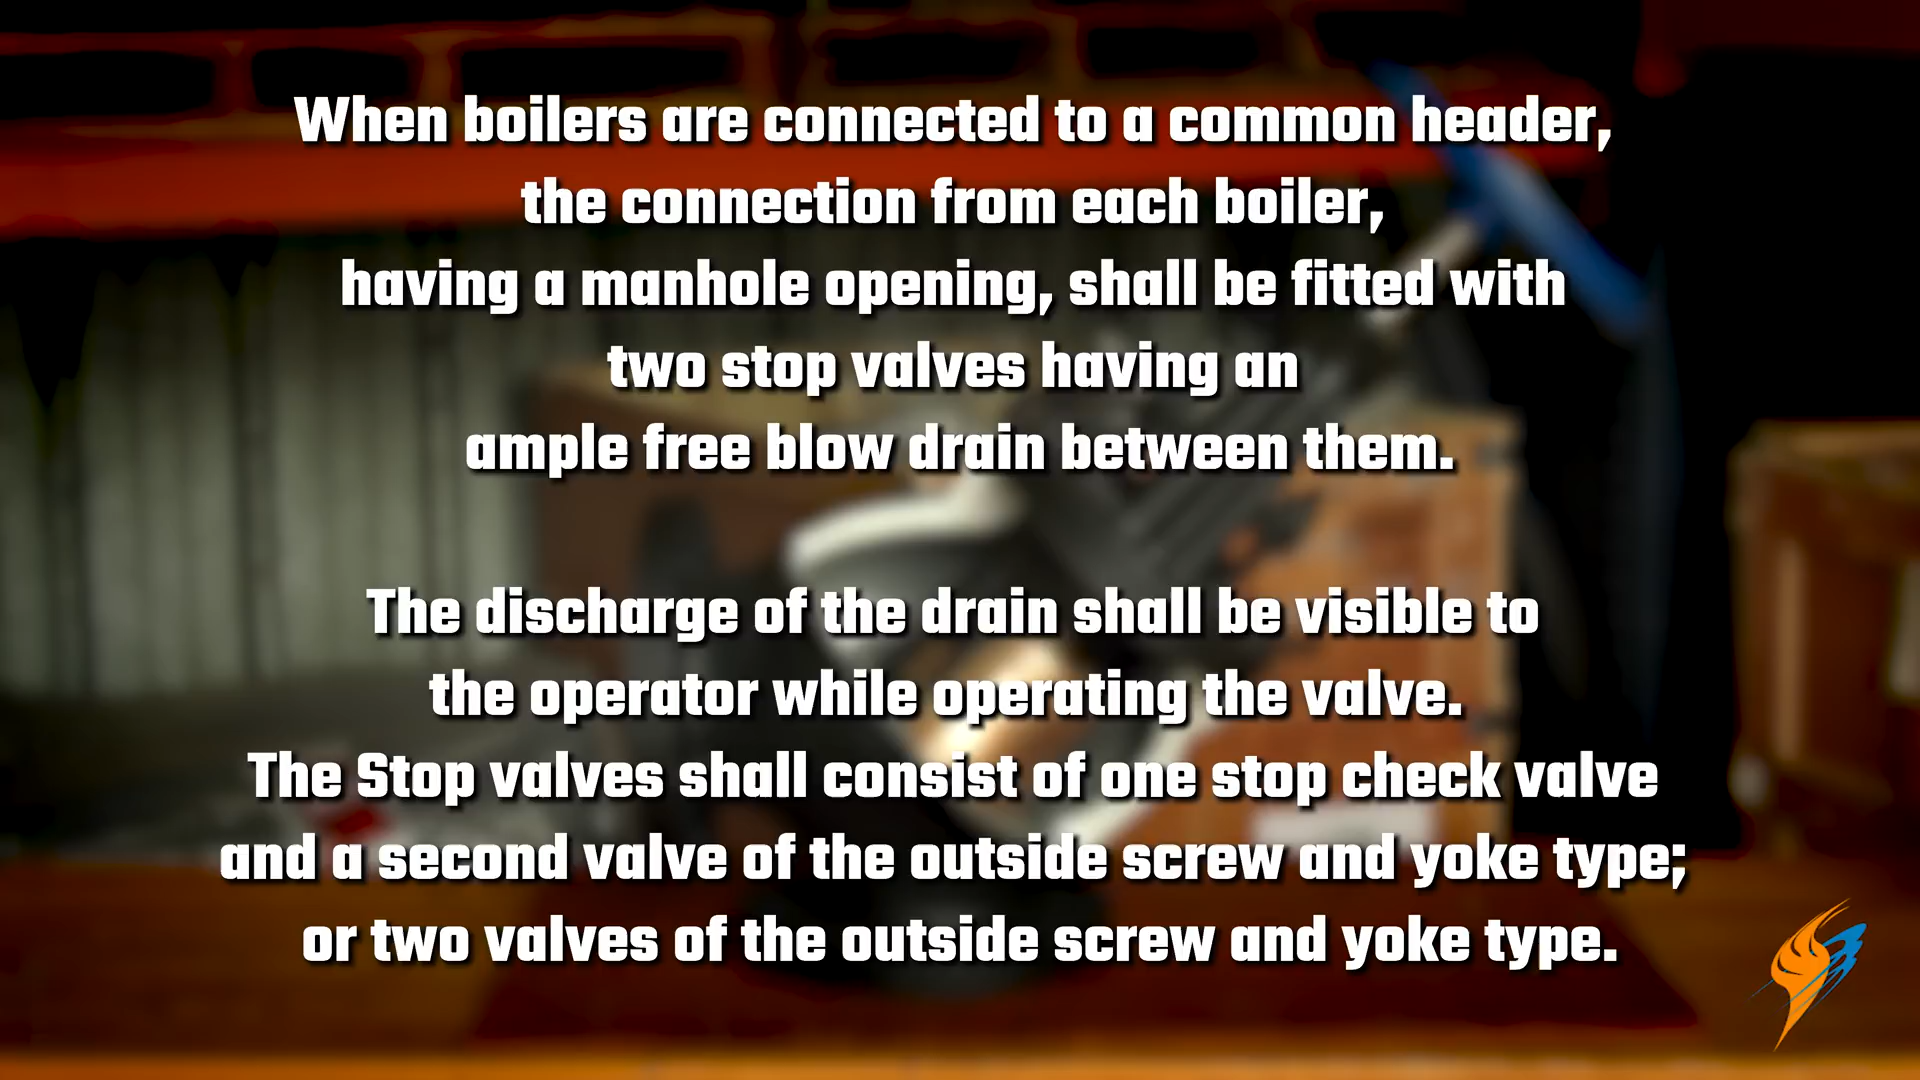 When boilers are connected to a common header,
the connection from each boiler,
having a manhole opening, shall be fitted with
two stop valves having an
ample free blow drain between them.
The discharge of the drain shall be visible to
the operator while operating the valve.
The Stop valves shall consist of one stop check valve
and a second valve of the outside screw and yoke type;
or two valves of the outside screw and yoke type.